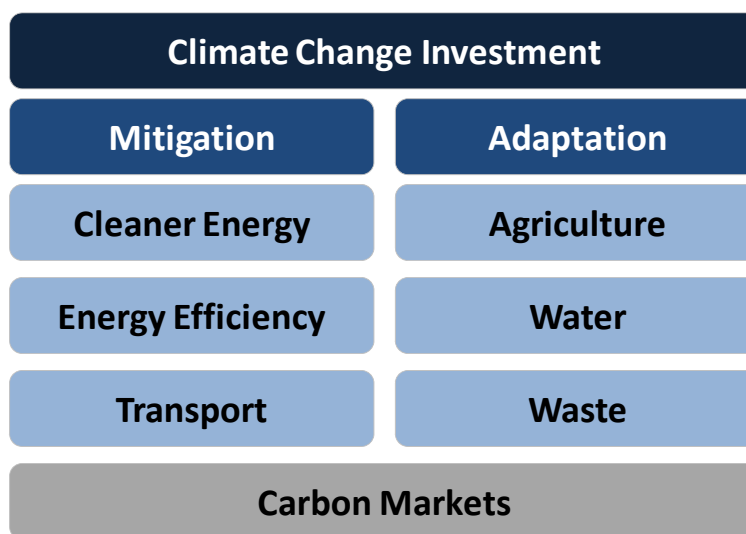 Climate Change Investment
Mitigation
Adaptation
Cleaner Energy
Agriculture
Energy Efficiency
Water
Transport
Waste
Carbon Markets